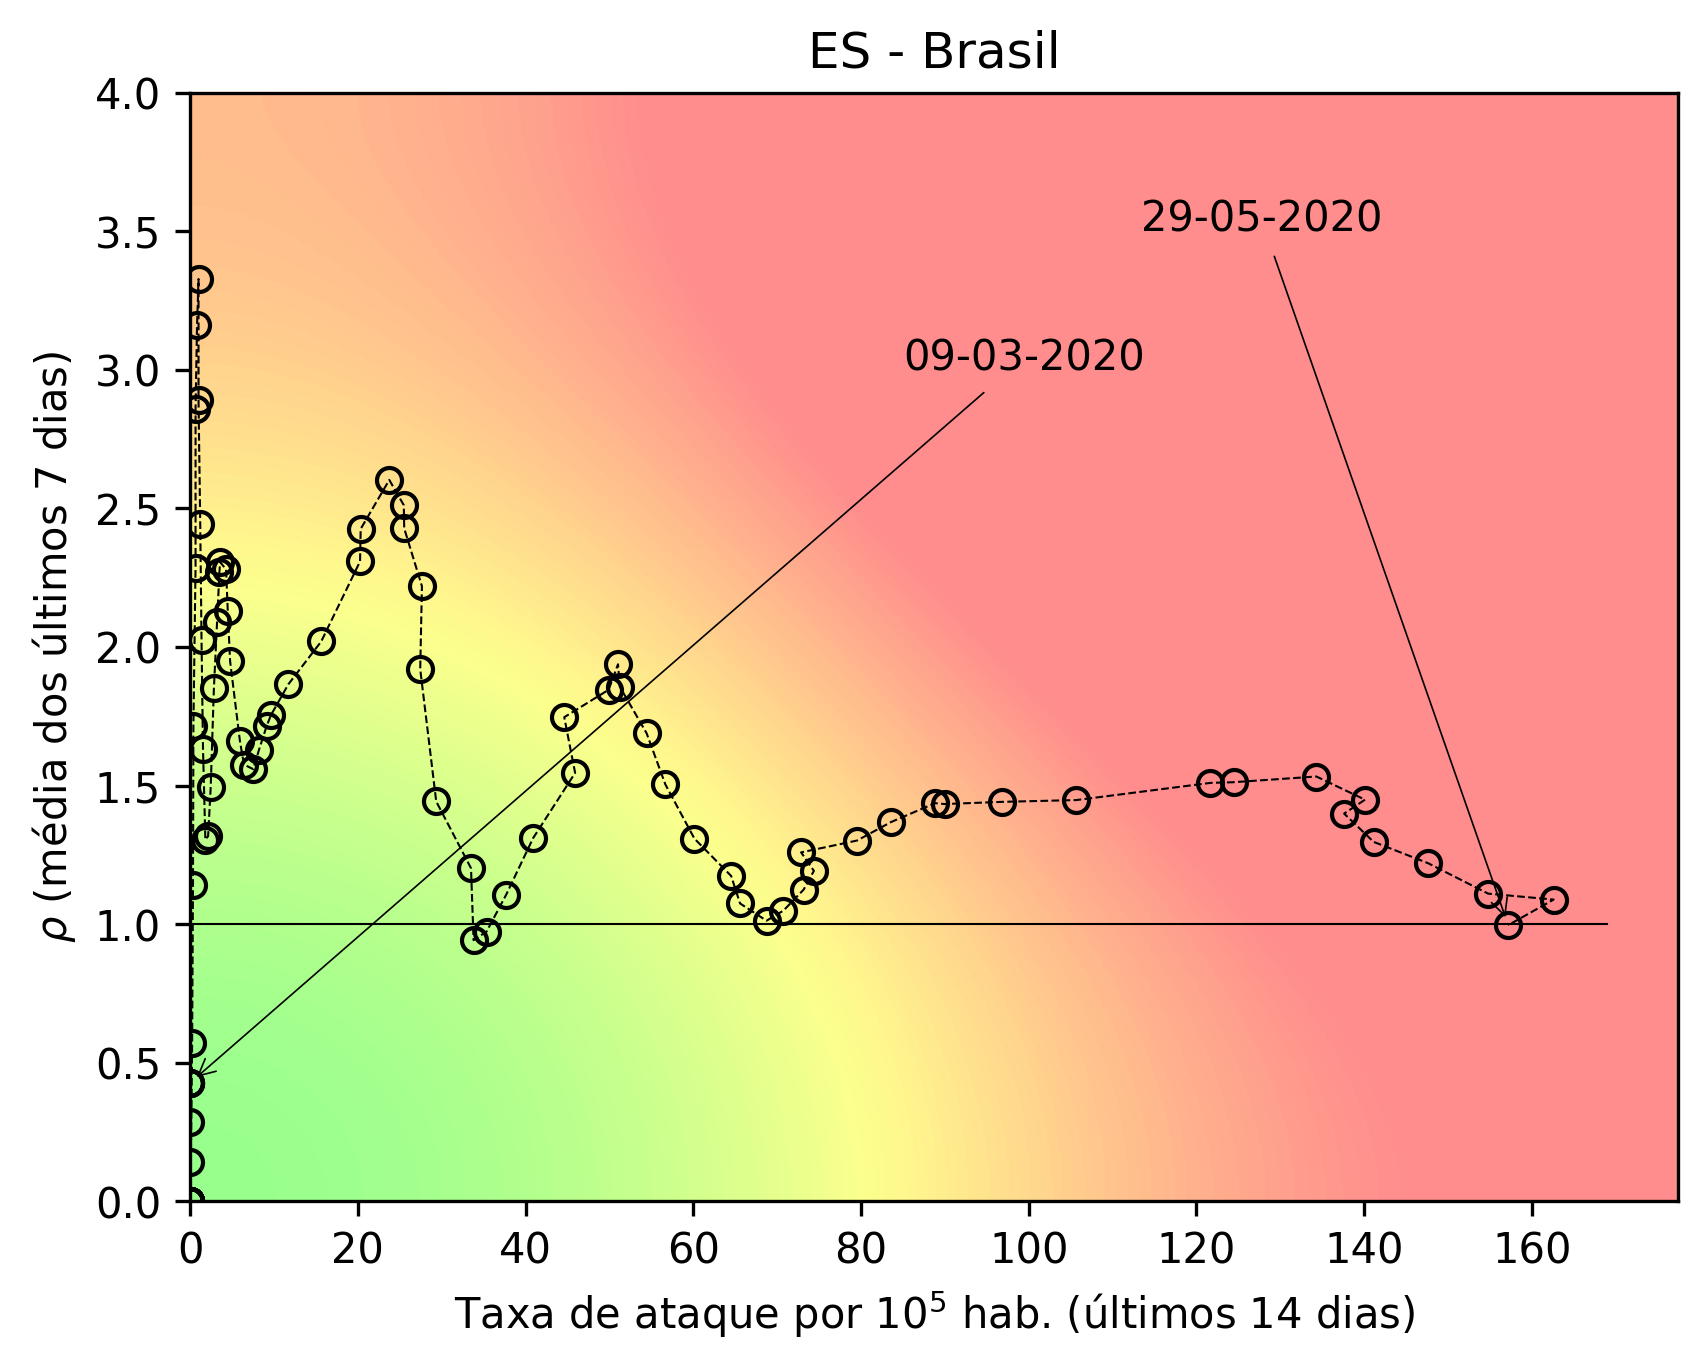 ES - Brasil
4.0
3.5
3.0
2.5
2.0
1.5
1.0
0.5
0.0
ρ (média dos últimos 7 dias)
29-05-2020
09-03-2020
0 20 40 60 80 100 120 140 160
Taxa de ataque por 10⁵ hab. (últimos 14 dias)